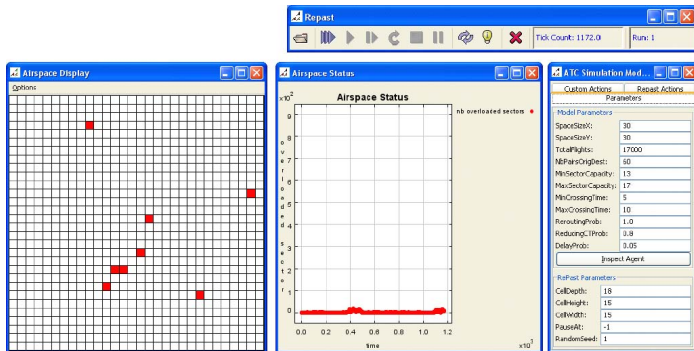 Repast
Tick Count: 1172.0
Run: 1
Airspace Display
Options
Airspace Status
Airspace Status
×10²
nb overloaded sectors
overloaded sector
9
8
7
6
5
4
3
2
1
0
0.0 0.2 0.4 0.6 0.8 1.0 1.2
×10³
time
ATC Simulation Mod...
Custom Actions Repast Actions
Parameters
Model Parameters
SpaceSizeX: 30
SpaceSizeY: 30
TotalFlights: 17000
NbPairsOrigDest: 60
MinSectorCapacity: 13
MaxSectorCapacity: 17
MinCrossingTime: 5
MaxCrossingTime: 10
ReroutingProb: 1.0
ReducingCTProb: 0.8
DelayProb: 0.05
Inspect Agent
RePast Parameters
CellDepth: 18
CellHeight: 15
CellWidth: 15
PauseAt: -1
RandomSeed: 1